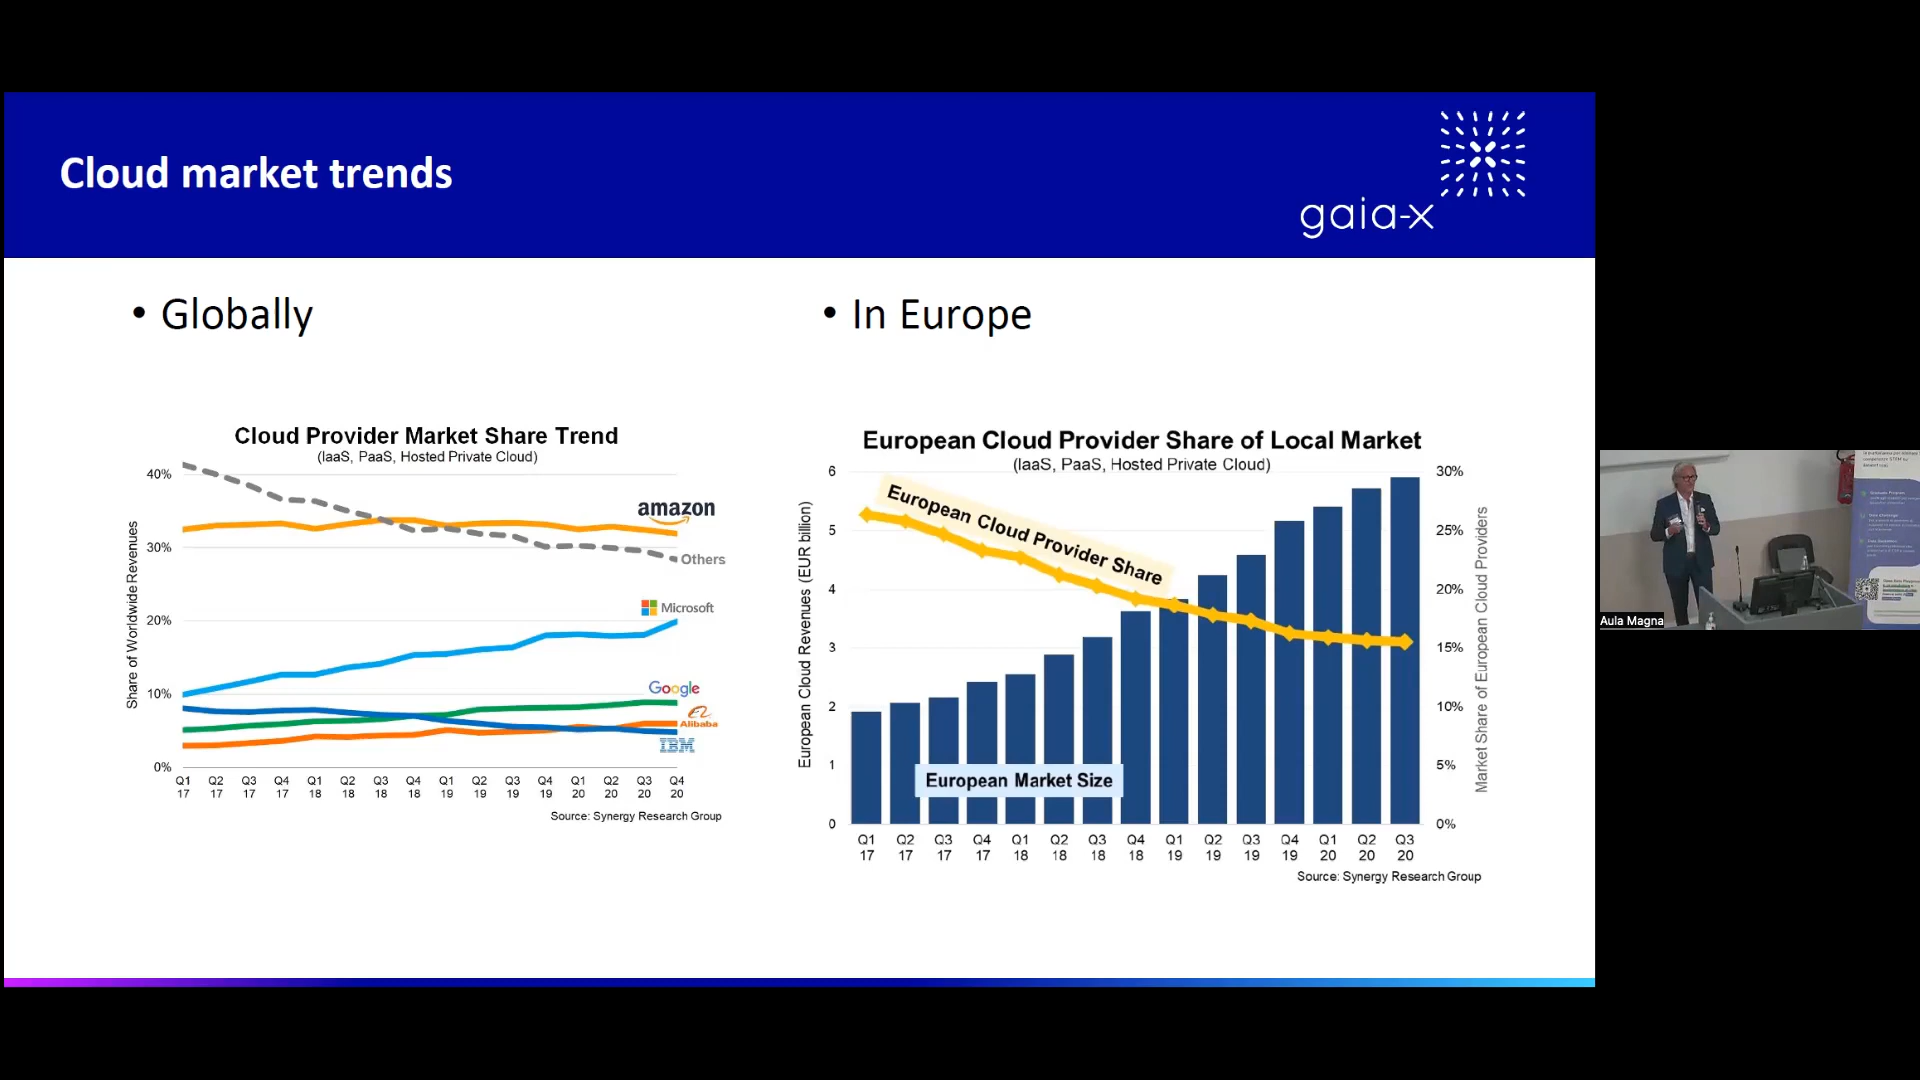 Cloud market trends
gaia-x
• Globally
• In Europe
Cloud Provider Market Share Trend
(IaaS, PaaS, Hosted Private Cloud)
Share of Worldwide Revenues
40%
30%
20%
10%
0%
amazon
Others
Microsoft
Google
Alibaba
IBM
Q1 Q2 Q3 Q4 Q1 Q2 Q3 Q4 Q1 Q2 Q3 Q4 Q1 Q2 Q3 Q4
17 17 17 17 18 18 18 18 19 19 19 19 20 20 20 20
Source: Synergy Research Group
European Cloud Provider Share of Local Market
(IaaS, PaaS, Hosted Private Cloud)
European Cloud Revenues (EUR billion)
6
5
4
3
2
1
0
European Cloud Provider Share
European Market Size
30%
25%
20%
15%
10%
5%
0%
Market Share of European Cloud Providers
Q1 Q2 Q3 Q4 Q1 Q2 Q3 Q4 Q1 Q2 Q3 Q4 Q1 Q2 Q3
17 17 17 17 18 18 18 18 19 19 19 19 20 20 20
Source: Synergy Research Group
Aula Magna